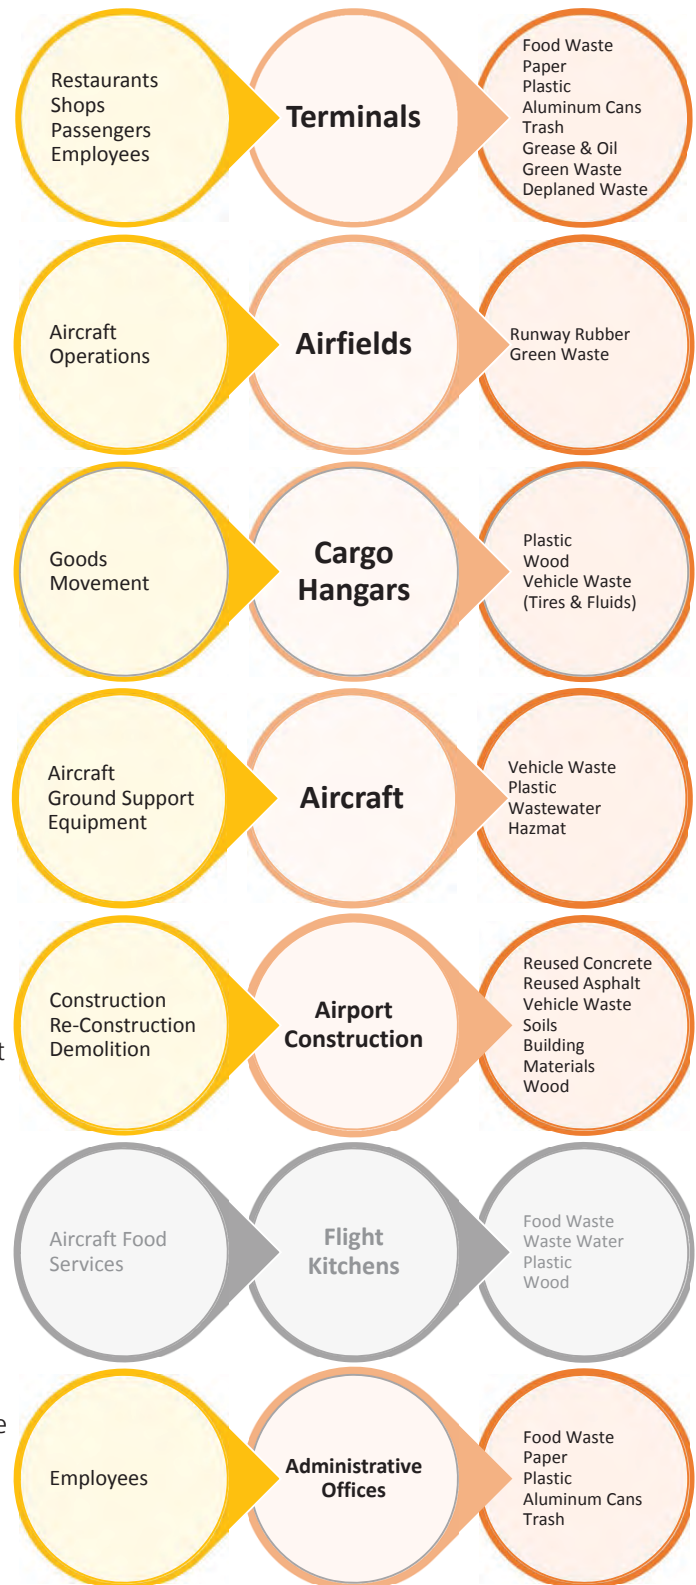 Restaurants
Shops
Passengers
Employees
Terminals
Food Waste
Paper
Plastic
Aluminum Cans
Trash
Grease & Oil
Green Waste
Deplaned Waste
Aircraft
Operations
Airfields
Runway Rubber
Green Waste
Goods
Movement
Cargo
Hangars
Plastic
Wood
Vehicle Waste
(Tires & Fluids)
Aircraft
Ground Support
Equipment
Aircraft
Vehicle Waste
Plastic
Wastewater
Hazmat
Construction
Re-Construction
Demolition
Airport
Construction
Reused Concrete
Reused Asphalt
Vehicle Waste
Soils
Building
Materials
Wood
t
Aircraft Food
Services
Flight
Kitchens
Food Waste
Waste Water
Plastic
Wood
e
Employees
Administrative
Offices
Food Waste
Paper
Plastic
Aluminum Cans
Trash